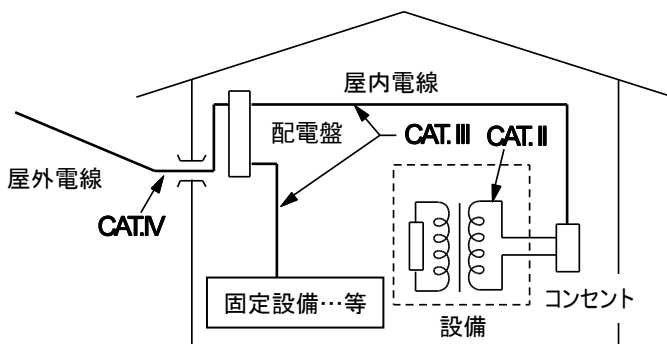 屋内電線
配電盤
CAT. III
CAT. II
屋外電線
CAT.IV
固定設備…等
コンセント
設備